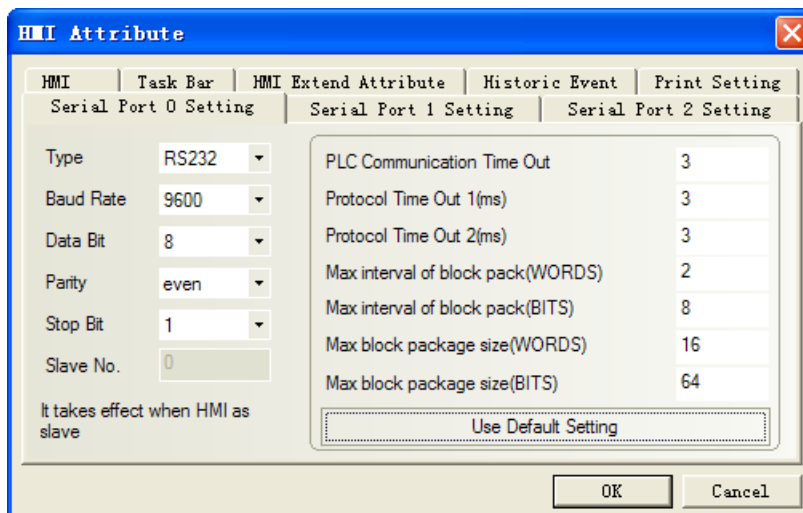 HMI Attribute
HMI
Task Bar
HMI Extend Attribute
Historic Event
Print Setting
Serial Port 0 Setting
Serial Port 1 Setting
Serial Port 2 Setting
Type
RS232
Baud Rate
9600
Data Bit
8
Parity
even
Stop Bit
1
Slave No.
0
It takes effect when HMI as
slave
PLC Communication Time Out
3
Protocol Time Out 1(ms)
3
Protocol Time Out 2(ms)
3
Max interval of block pack(WORDS)
2
Max interval of block pack(BITS)
8
Max block package size(WORDS)
16
Max block package size(BITS)
64
Use Default Setting
OK
Cancel